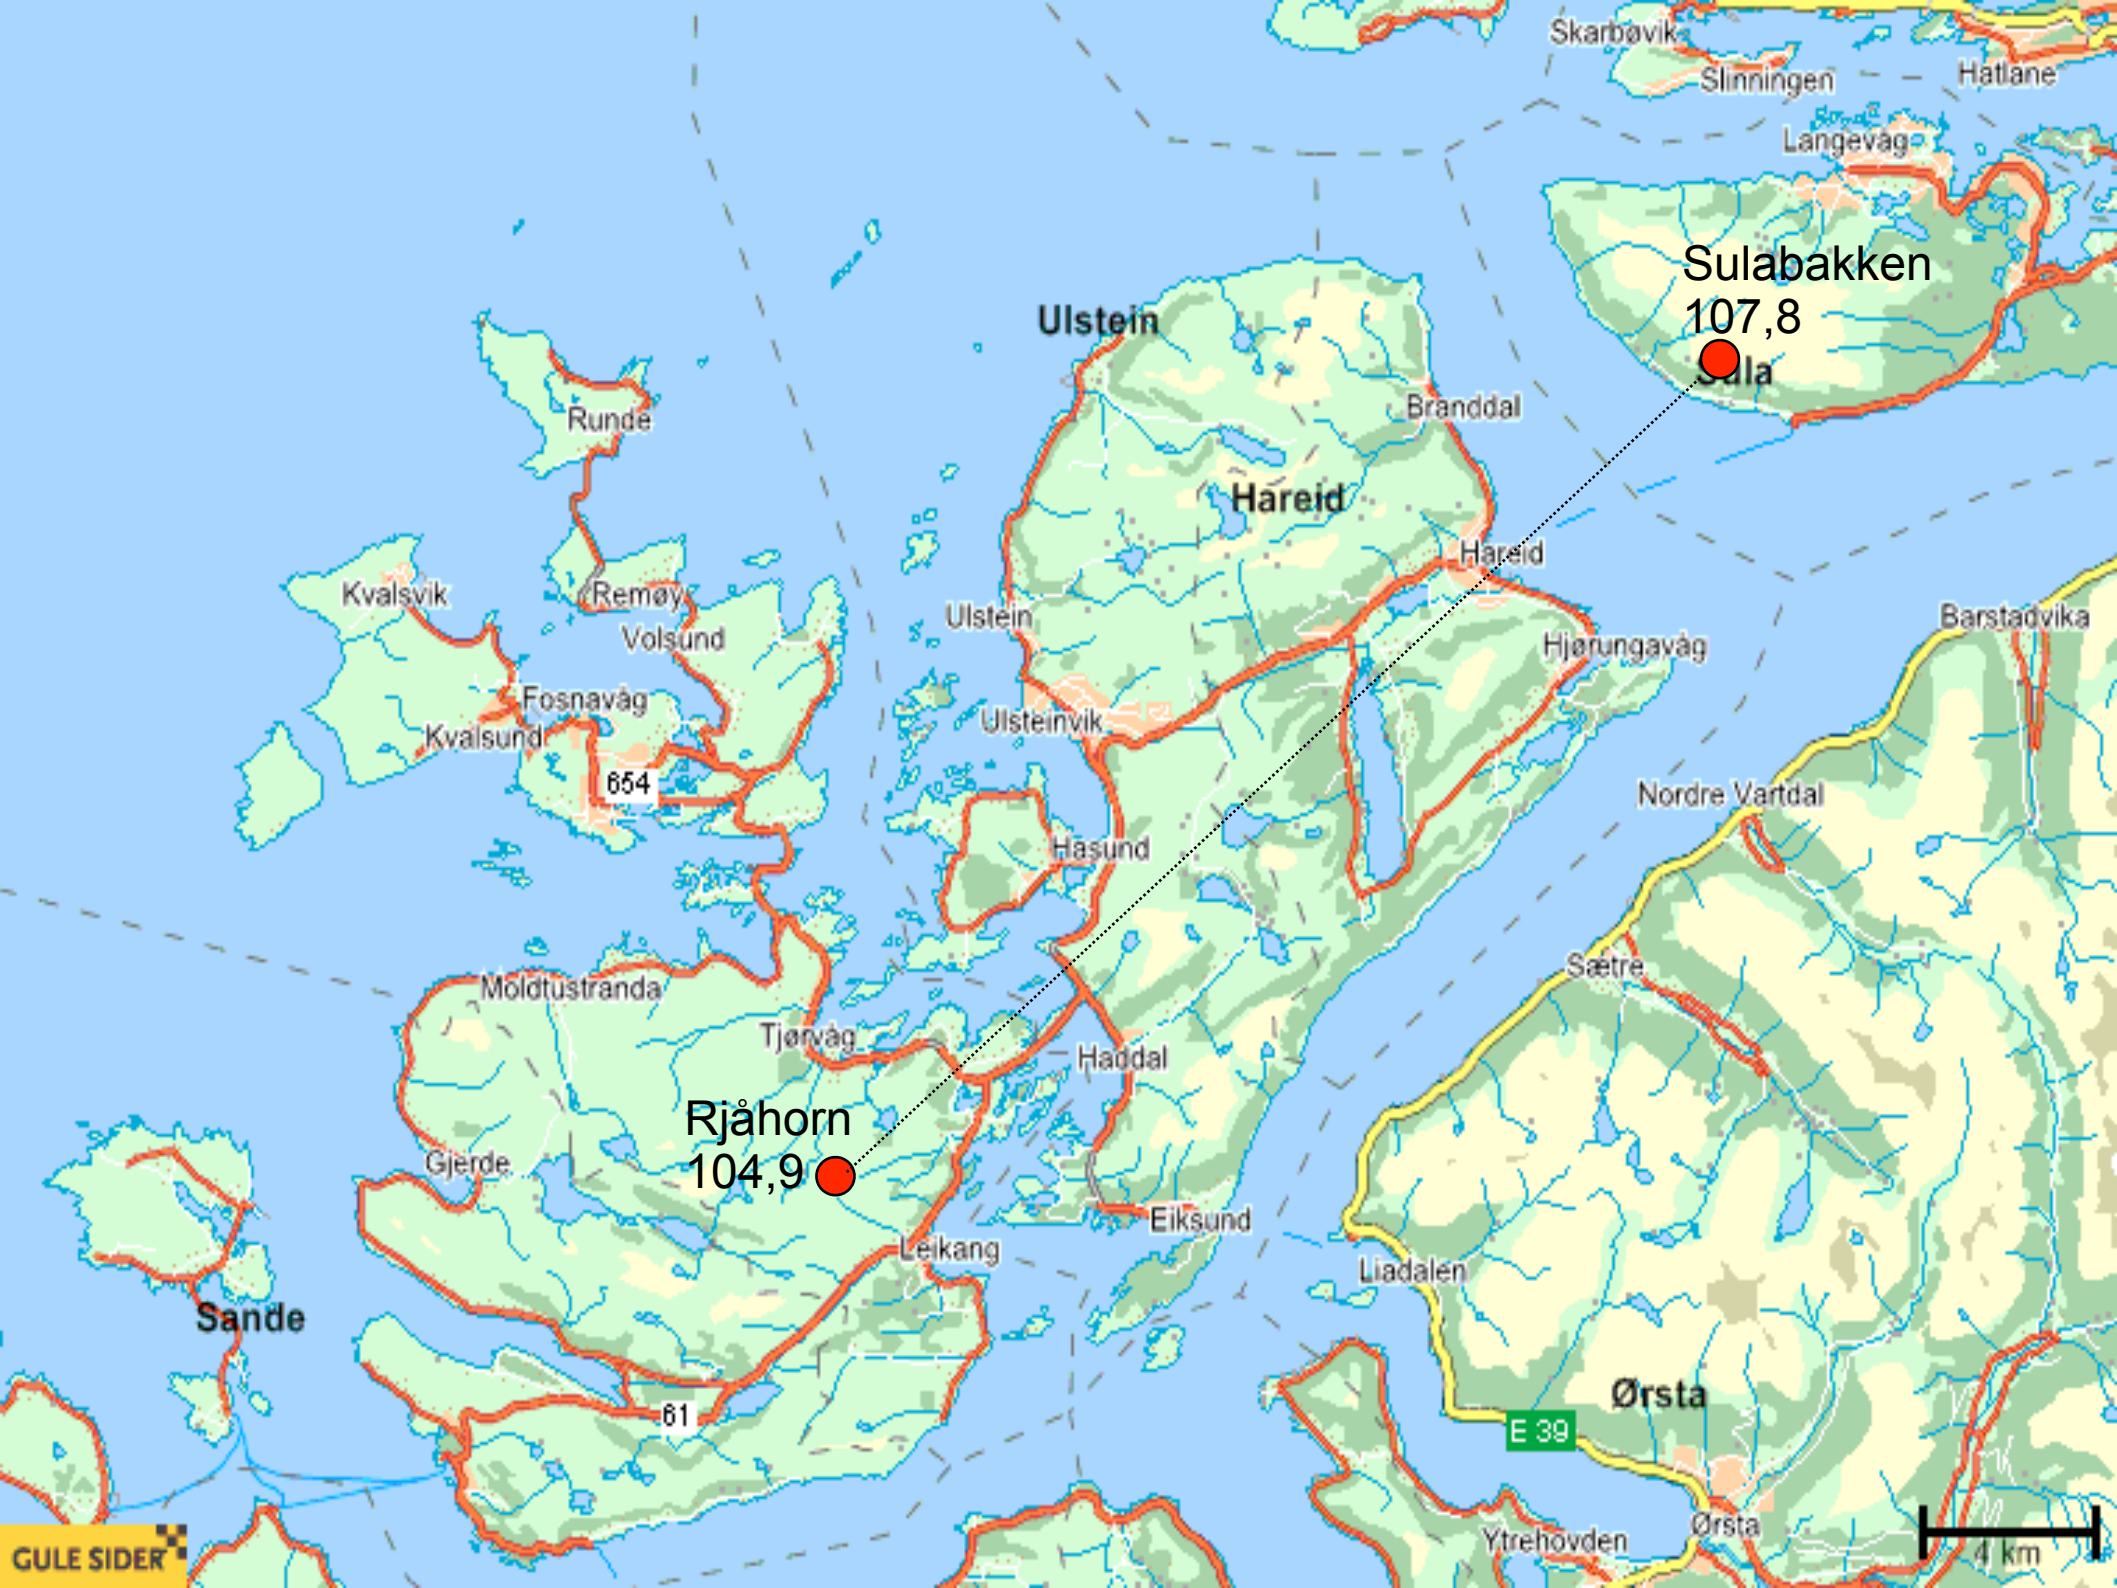 Skarbøvik
Slinningen
Hatlane
Langevåg
Sulabakken
107,8
Sula
Ulstein
Runde
Branddal
Hareid
Hareid
Kvalsvik
Remøy
Ulstein
Volsund
Barstadvika
Hjørungavåg
Fosnavåg
Ulsteinvik
Kvalsund
654
Nordre Vartdal
Hasund
Sætre
Moldtustranda
Tjørvåg
Haddal
Rjåhorn
104,9
Gjerde
Eiksund
Leikang
Liadalen
Sande
Ørsta
61
E 39
Ørsta
Ytrehovden
4 km
GULE SIDER